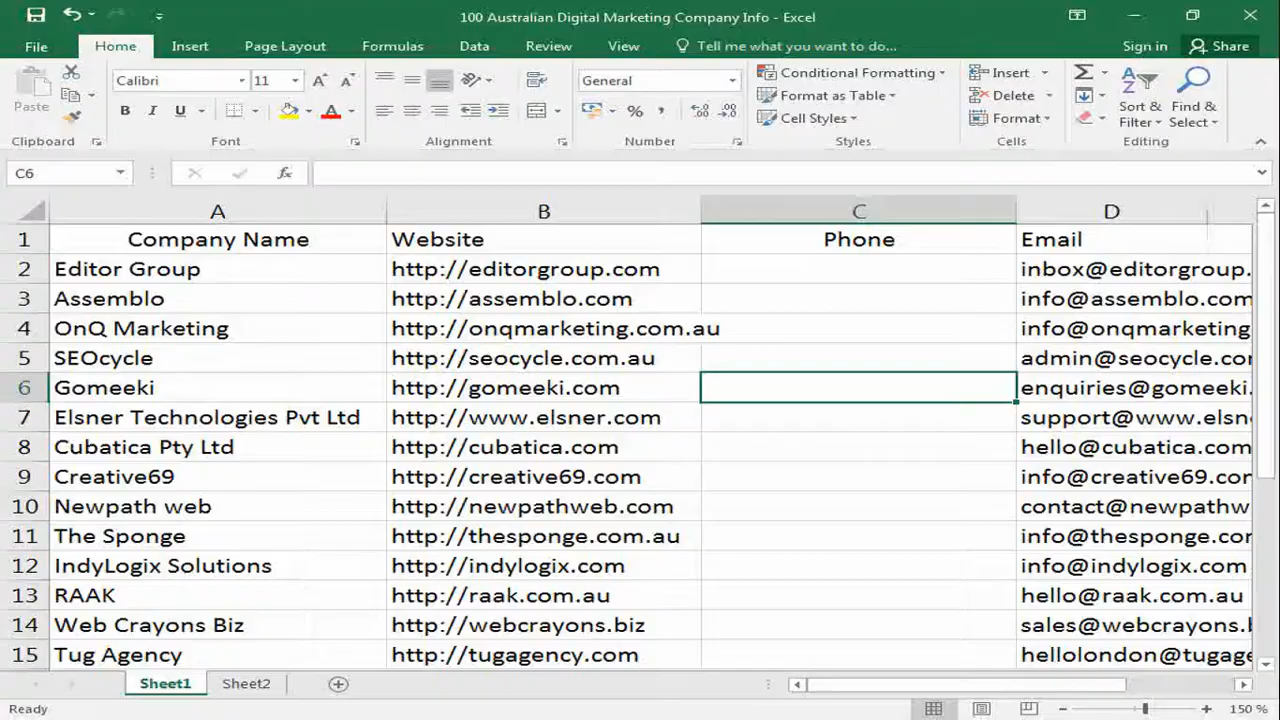 100 Australian Digital Marketing Company Info - Excel
File Home Insert Page Layout Formulas Data Review View Tell me what you want to do... Sign in Share
Paste Calibri 11 General Conditional Formatting Insert
B I U % , Format as Table Delete Sort & Find &
Cell Styles Format Filter Select
Clipboard Font Alignment Number Styles Cells Editing
C6 fx
A B C D
1 Company Name Website Phone Email
2 Editor Group http://editorgroup.com inbox@editorgroup.
3 Assemblo http://assemblo.com info@assemblo.com
4 OnQ Marketing http://onqmarketing.com.au info@onqmarketing
5 SEOcycle http://seocycle.com.au admin@seocycle.co
6 Gomeeki http://gomeeki.com enquiries@gomeeki.
7 Elsner Technologies Pvt Ltd http://www.elsner.com support@www.elsn
8 Cubatica Pty Ltd http://cubatica.com hello@cubatica.com
9 Creative69 http://creative69.com info@creative69.co
10 Newpath web http://newpathweb.com contact@newpathw
11 The Sponge http://thesponge.com.au info@thesponge.co
12 IndyLogix Solutions http://indylogix.com info@indylogix.com
13 RAAK http://raak.com.au hello@raak.com.au
14 Web Crayons Biz http://webcrayons.biz sales@webcrayons.
15 Tug Agency http://tugagency.com hellolondon@tugage
Sheet1 Sheet2
Ready 150 %